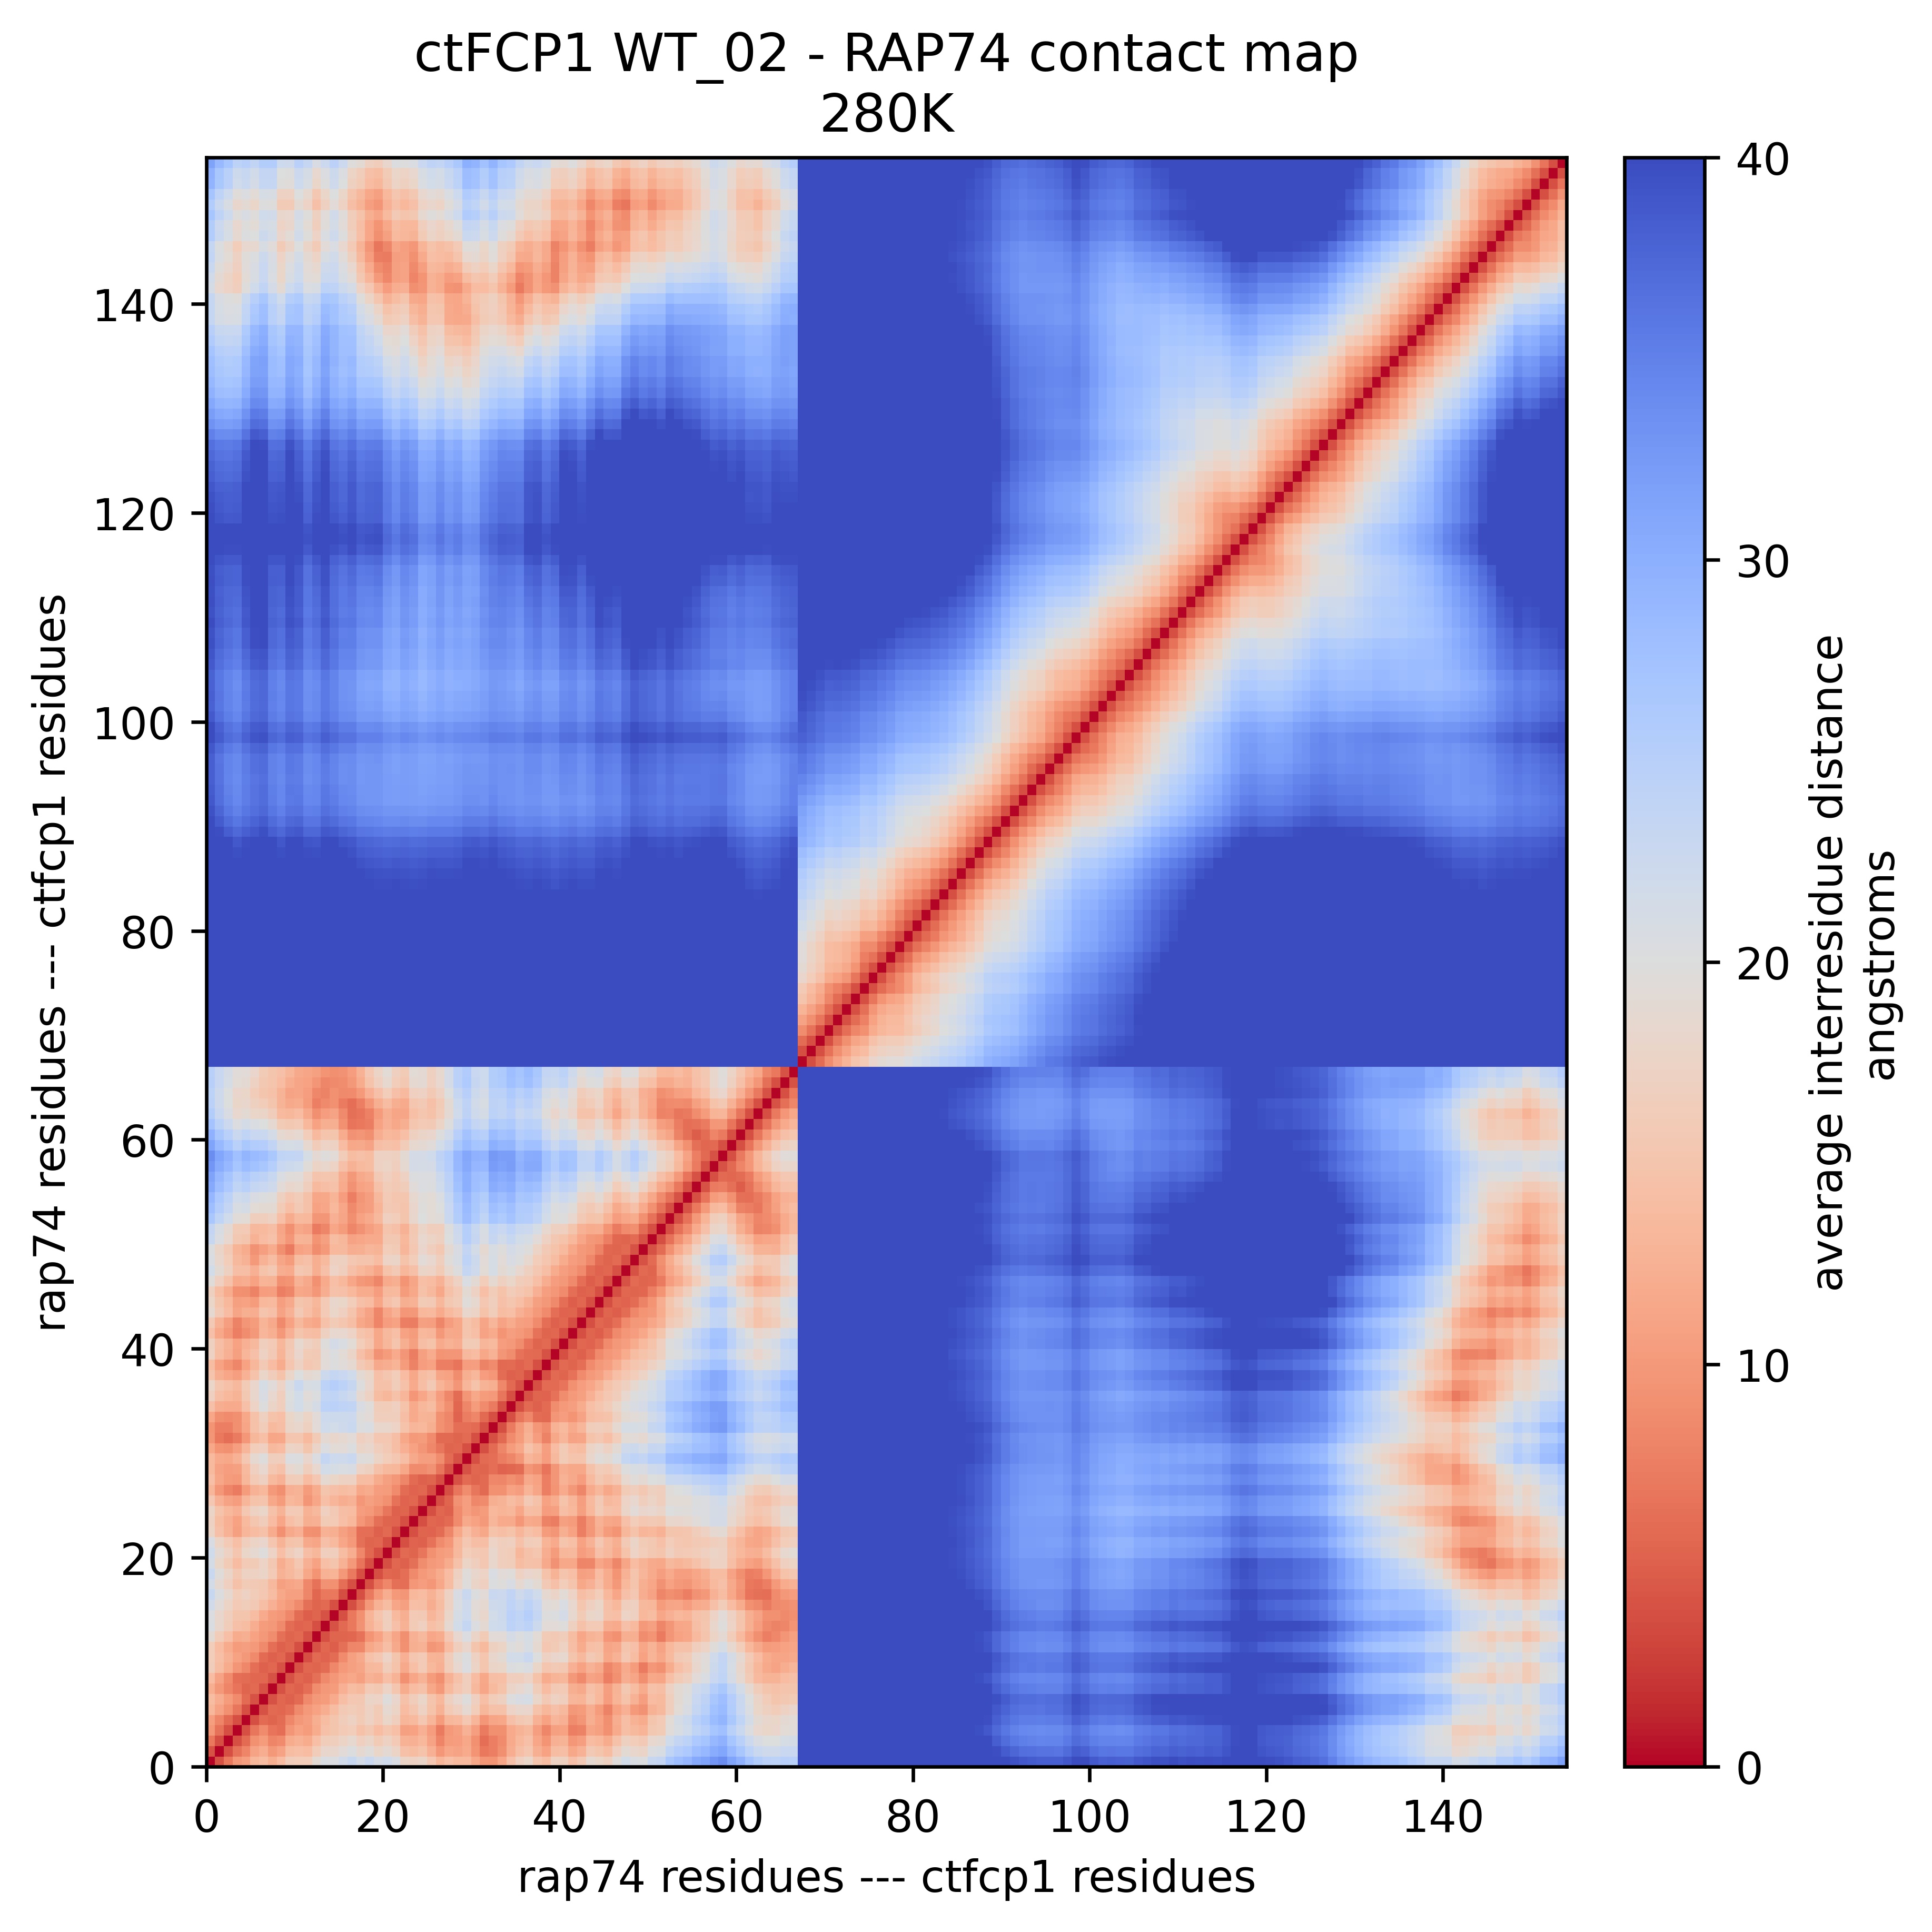 ctFCP1 WT_02 - RAP74 contact map
280K
rap74 residues --- ctfcp1 residues
140
120
100
80
60
40
20
0
0 20 40 60 80 100 120 140
rap74 residues --- ctfcp1 residues
40
30
20
10
0
average interresidue distance
angstroms